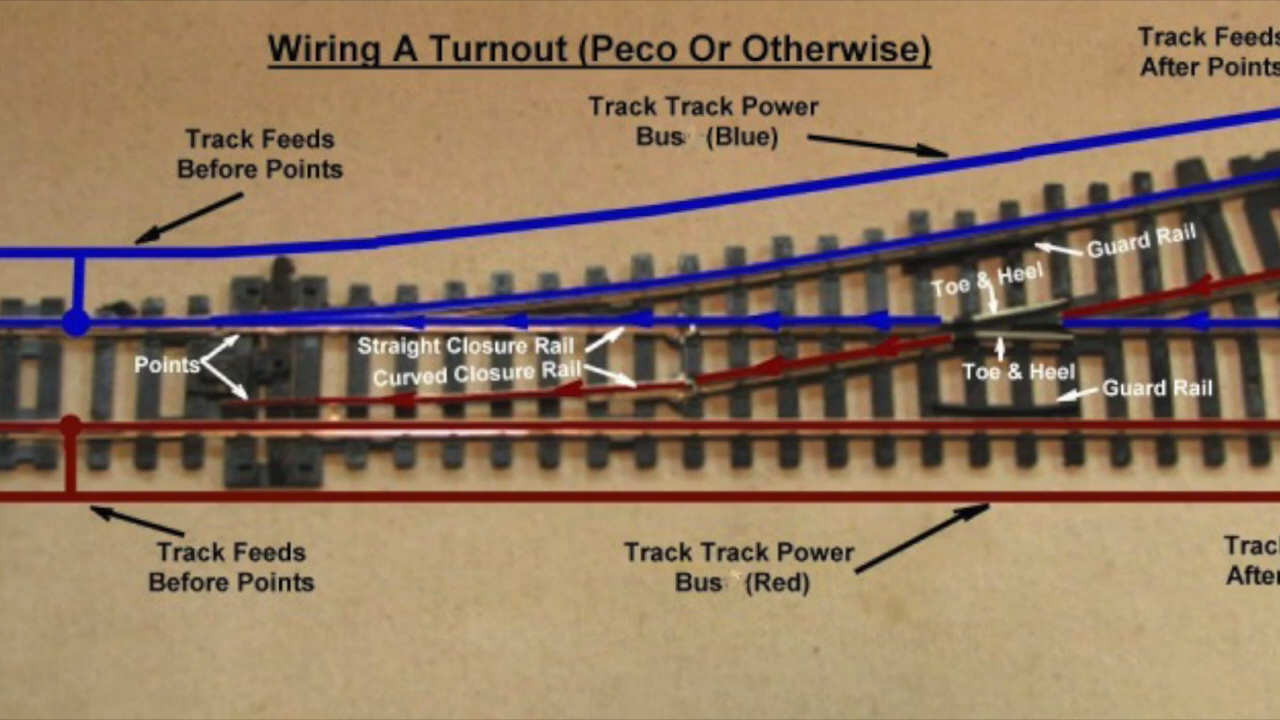 Wiring A Turnout (Peco Or Otherwise)
Track Feeds
After Points
Track Track Power
Bus (Blue)
Track Feeds
Before Points
Guard Rail
Toe & Heel
Straight Closure Rail
Points
Curved Closure Rail
Toe & Heel
Guard Rail
Track Feeds
Before Points
Track Track Power
Bus (Red)
Trac
After